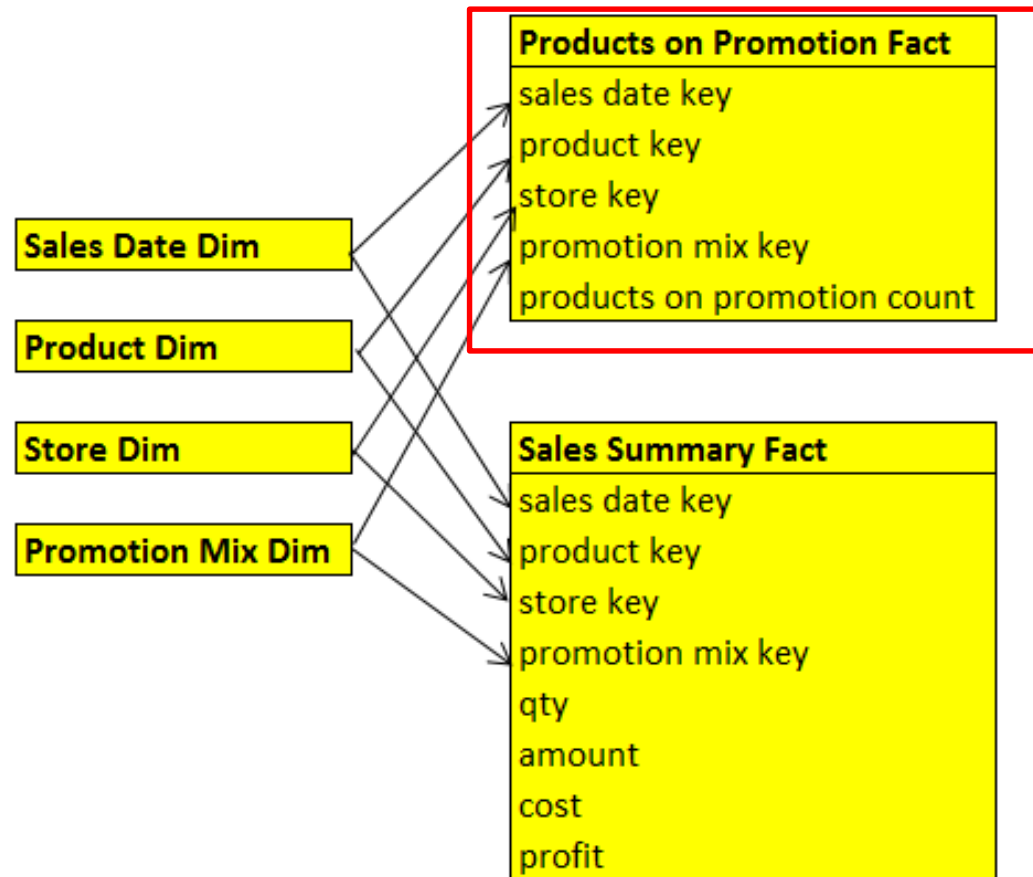 Products on Promotion Fact
sales date key
product key
store key
promotion mix key
products on promotion count
Sales Date Dim
Product Dim
Store Dim
Promotion Mix Dim
Sales Summary Fact
sales date key
product key
store key
promotion mix key
qty
amount
cost
profit